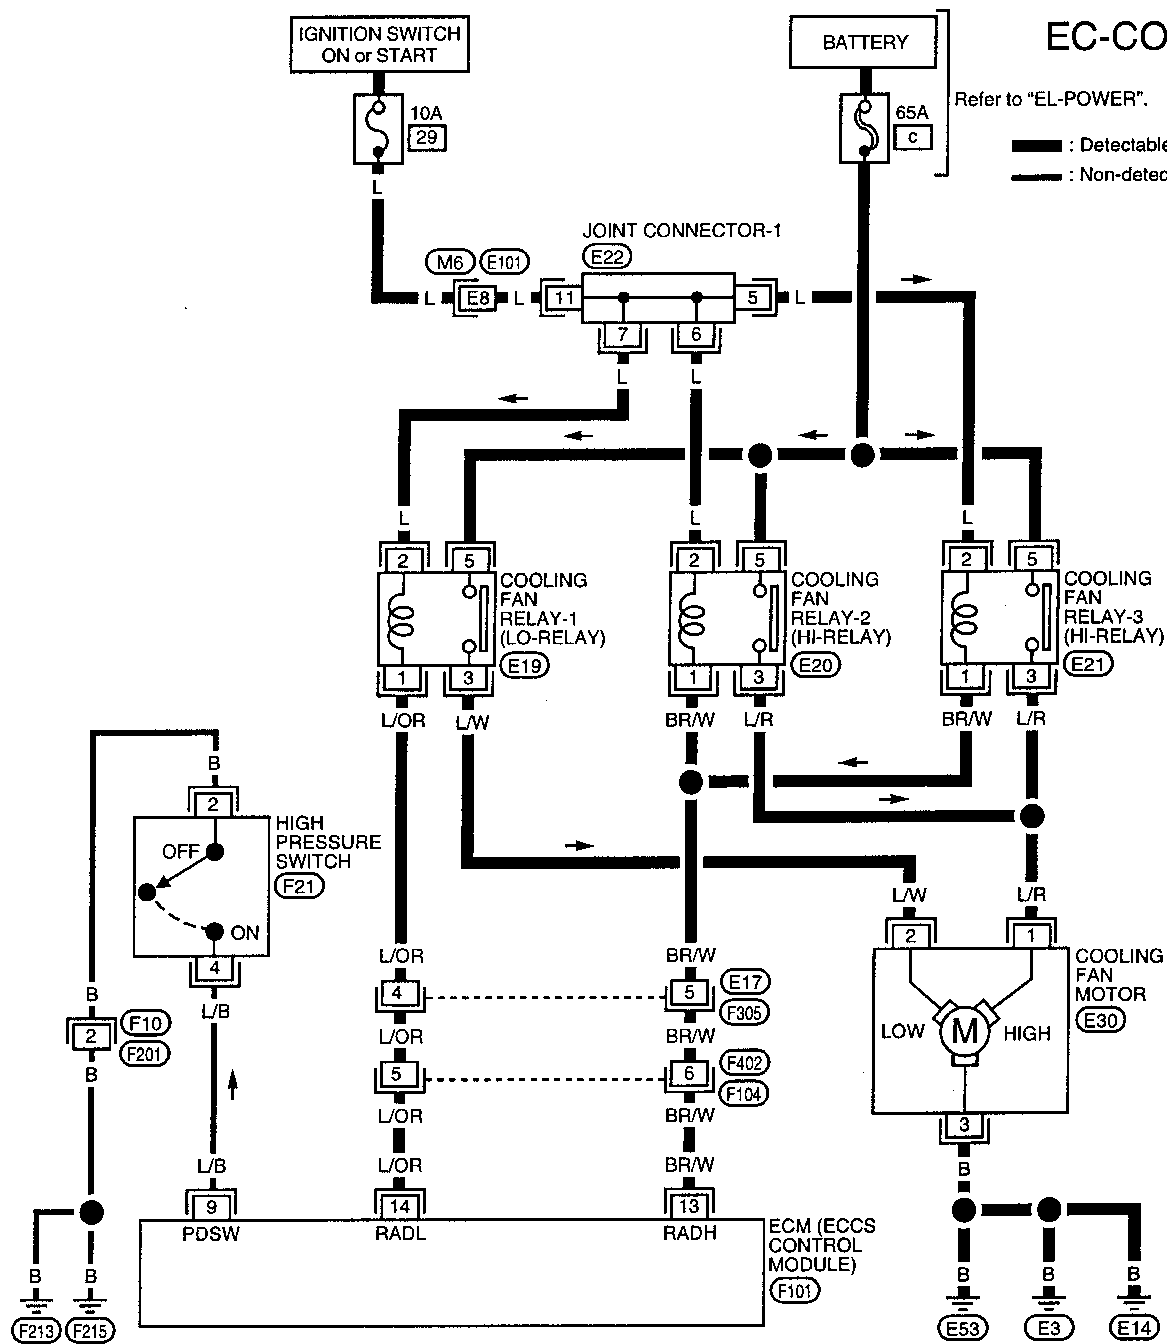 IGNITION SWITCH
ON or START
BATTERY
EC-CO
10A
29
65A
C
Refer to "EL-POWER".
: Detectable
: Non-detec
L
JOINT CONNECTOR-1
M6 E101 E22
L E8 L 11 5 L
7 6
L L
L L L
2 5 2 5 2 5
COOLING
FAN
RELAY-1
(LO-RELAY)
E19
COOLING
FAN
RELAY-2
(HI-RELAY)
E20
COOLING
FAN
RELAY-3
(HI-RELAY)
E21
1 3 1 3 1 3
L/OR L/W BR/W L/R BR/W L/R
B
2
HIGH
PRESSURE
SWITCH
F21
OFF
ON
4
L/B
L/W L/R
2 1
COOLING
FAN
MOTOR
E30
LOW M HIGH
3
B
L/OR BR/W
4 5 E17
F305
L/OR BR/W
5 6 F402
F104
L/OR BR/W
B
2 F10
F201
B
L/B L/OR BR/W
9 14 13
PDSW RADL RADH
ECM (ECCS
CONTROL
MODULE)
F101
B B
F213 F215
B B B
E53 E3 E14